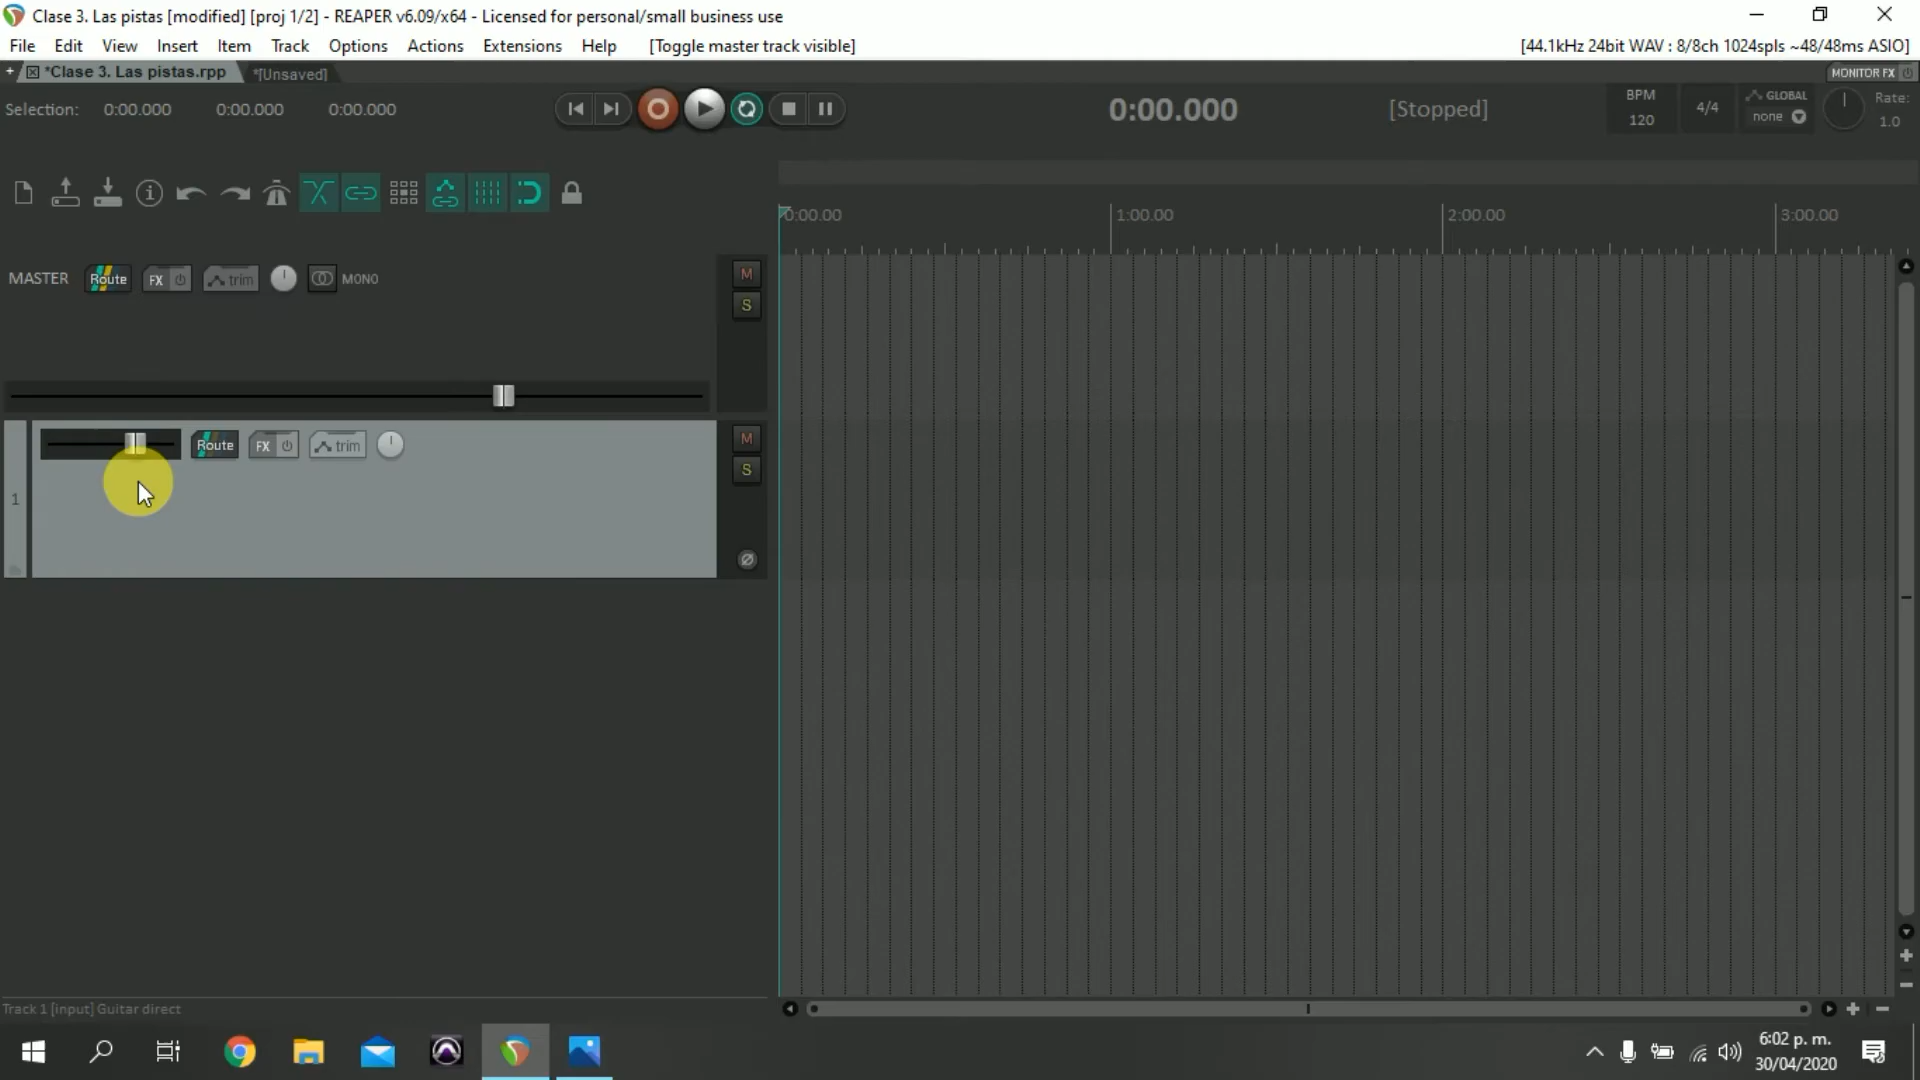 Clase 3. Las pistas [modified] [proj 1/2] - REAPER v6.09/x64 - Licensed for personal/small business use
File Edit View Insert Item Track Options Actions Extensions Help [Toggle master track visible] [44.1kHz 24bit WAV : 8/8ch 1024spls ~48/48ms ASIO]
+ *Clase 3. Las pistas.rpp *[Unsaved] MONITOR FX
Selection: 0:00.000 0:00.000 0:00.000 0:00.000 [Stopped] BPM 120 4/4 GLOBAL none Rate: 1.0
0:00.00 1:00.00 2:00.00 3:00.00
MASTER Route FX trim MONO M
S
Route FX trim M
S
1
Track 1 [input] Guitar direct
6:02 p. m.
30/04/2020